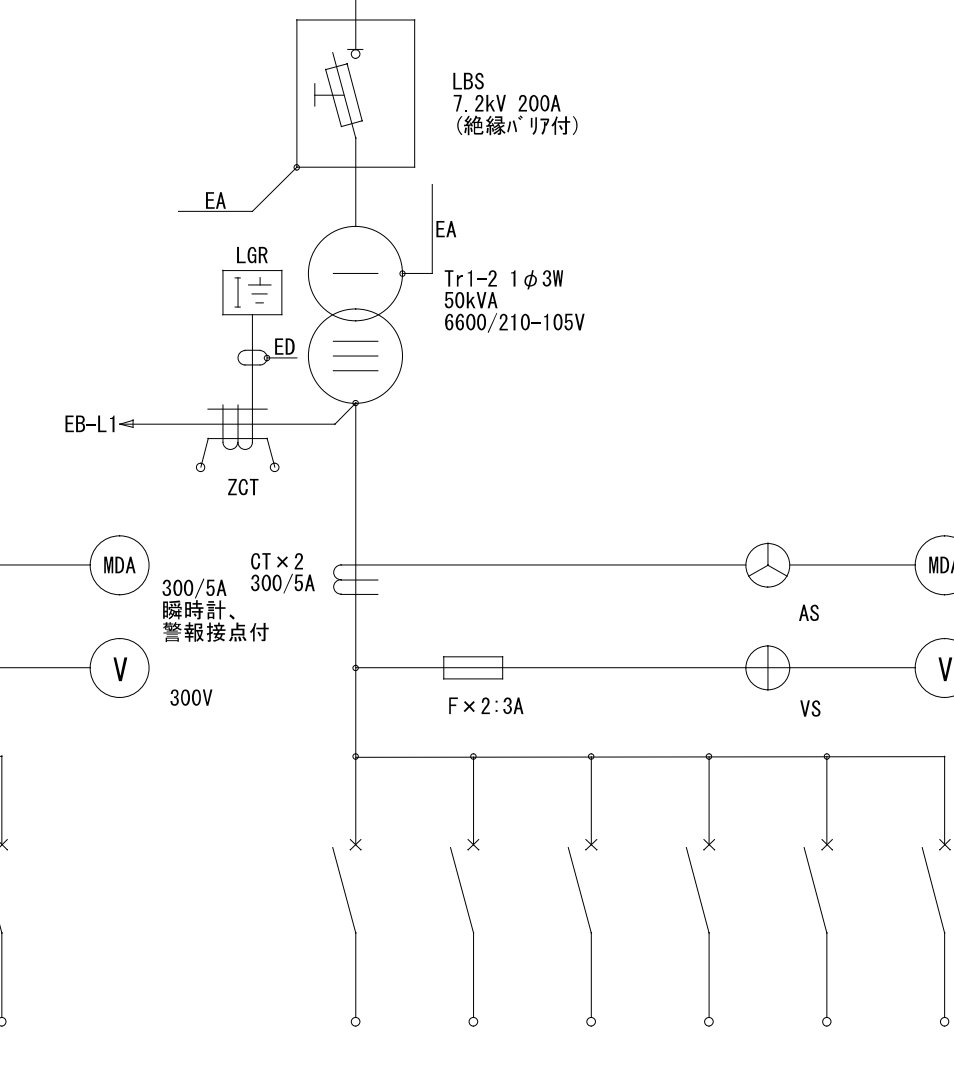 LBS
7.2kV 200A
(絶縁ﾊﾞﾘｱ付)
EA
EA
LGR
Tr1-2 1φ3W
50kVA
6600/210-105V
ED
EB-L1
ZCT
MDA
300/5A
瞬時計、
警報接点付
CT×2
300/5A
MDA
AS
V
300V
F×2:3A
VS
V